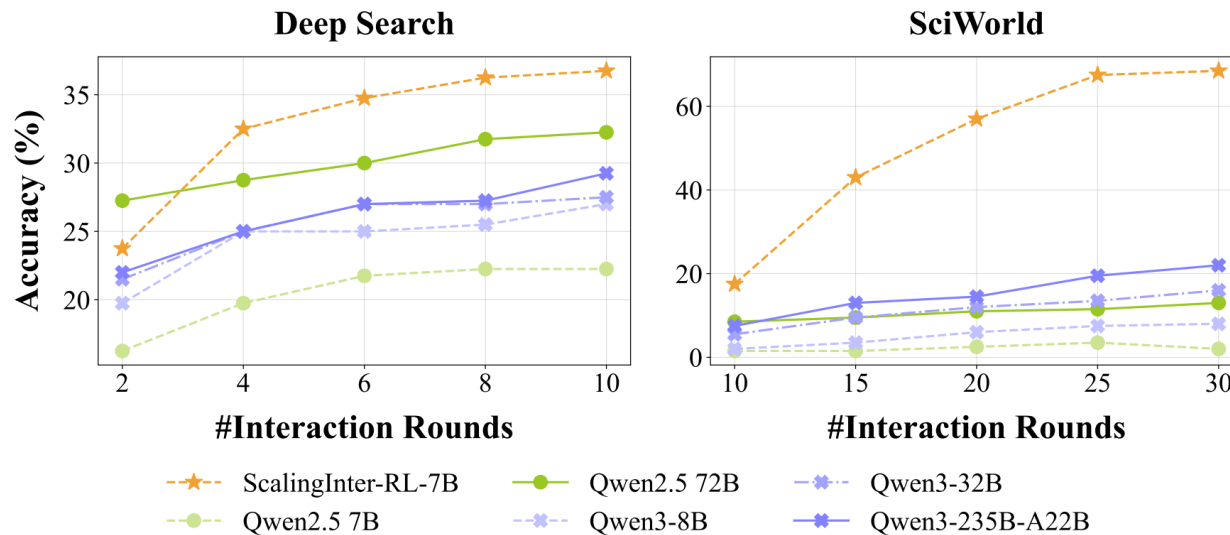 Deep Search
SciWorld
Accuracy (%)
35
30
25
20
2 4 6 8 10
60
40
20
0
10 15 20 25 30
#Interaction Rounds
#Interaction Rounds
ScalingInter-RL-7B
Qwen2.5 72B
Qwen3-32B
Qwen2.5 7B
Qwen3-8B
Qwen3-235B-A22B